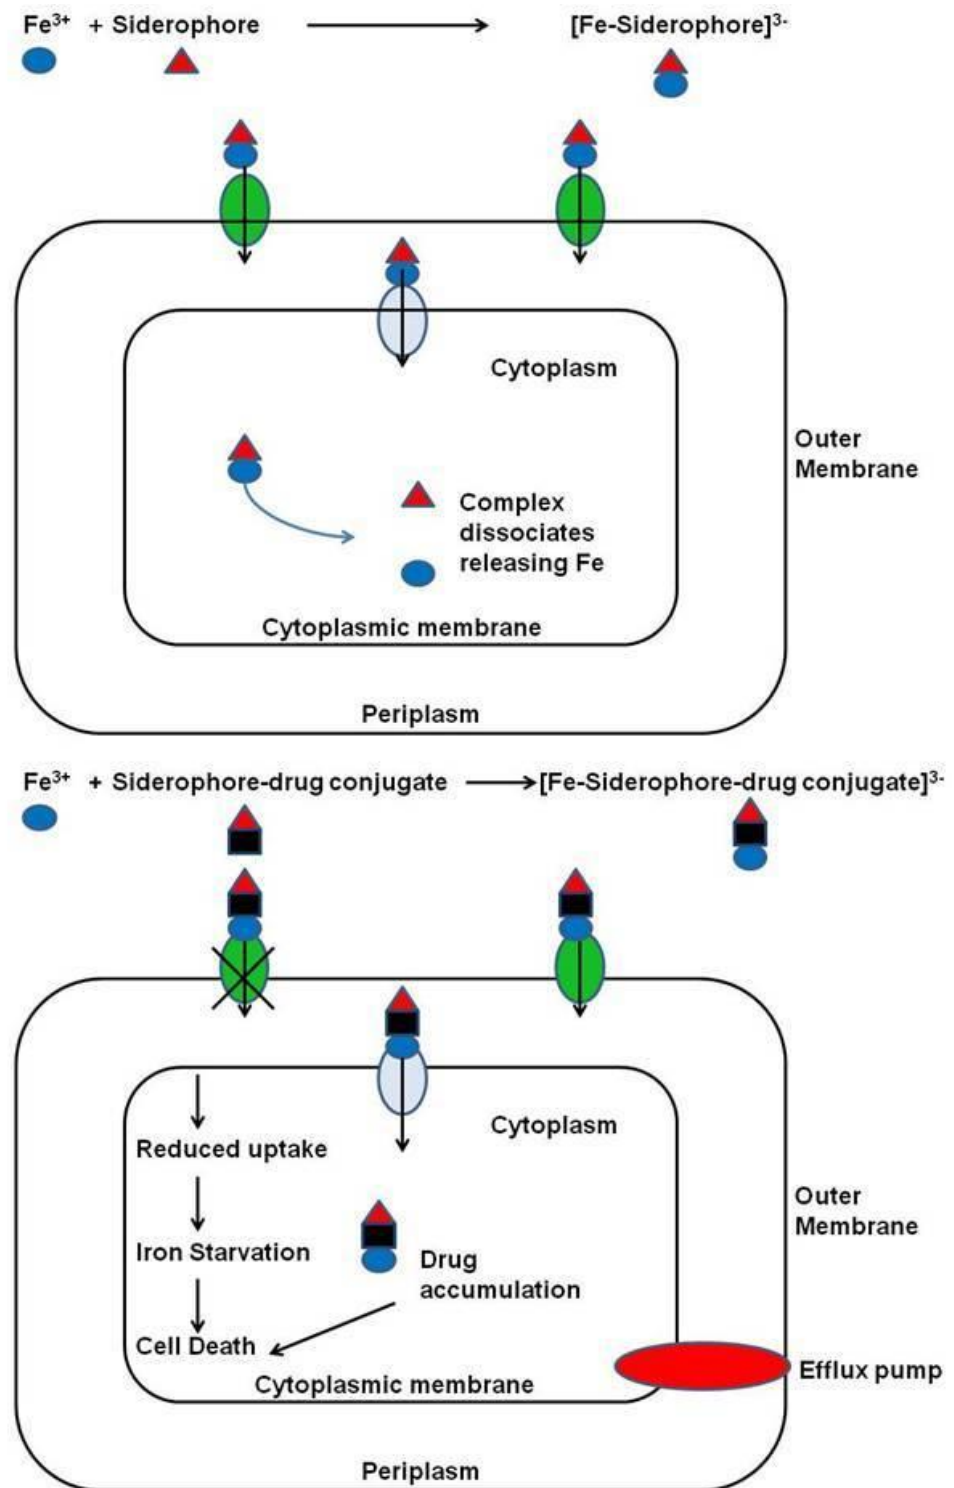 Fe³⁺ + Siderophore [Fe-Siderophore]³⁻
Cytoplasm
Outer
Membrane
Complex
dissociates
releasing Fe
Cytoplasmic membrane
Periplasm
Fe³⁺ + Siderophore-drug conjugate [Fe-Siderophore-drug conjugate]³⁻
Cytoplasm
Reduced uptake
Outer
Membrane
Iron Starvation
Drug
accumulation
Cell Death
Efflux pump
Cytoplasmic membrane
Periplasm